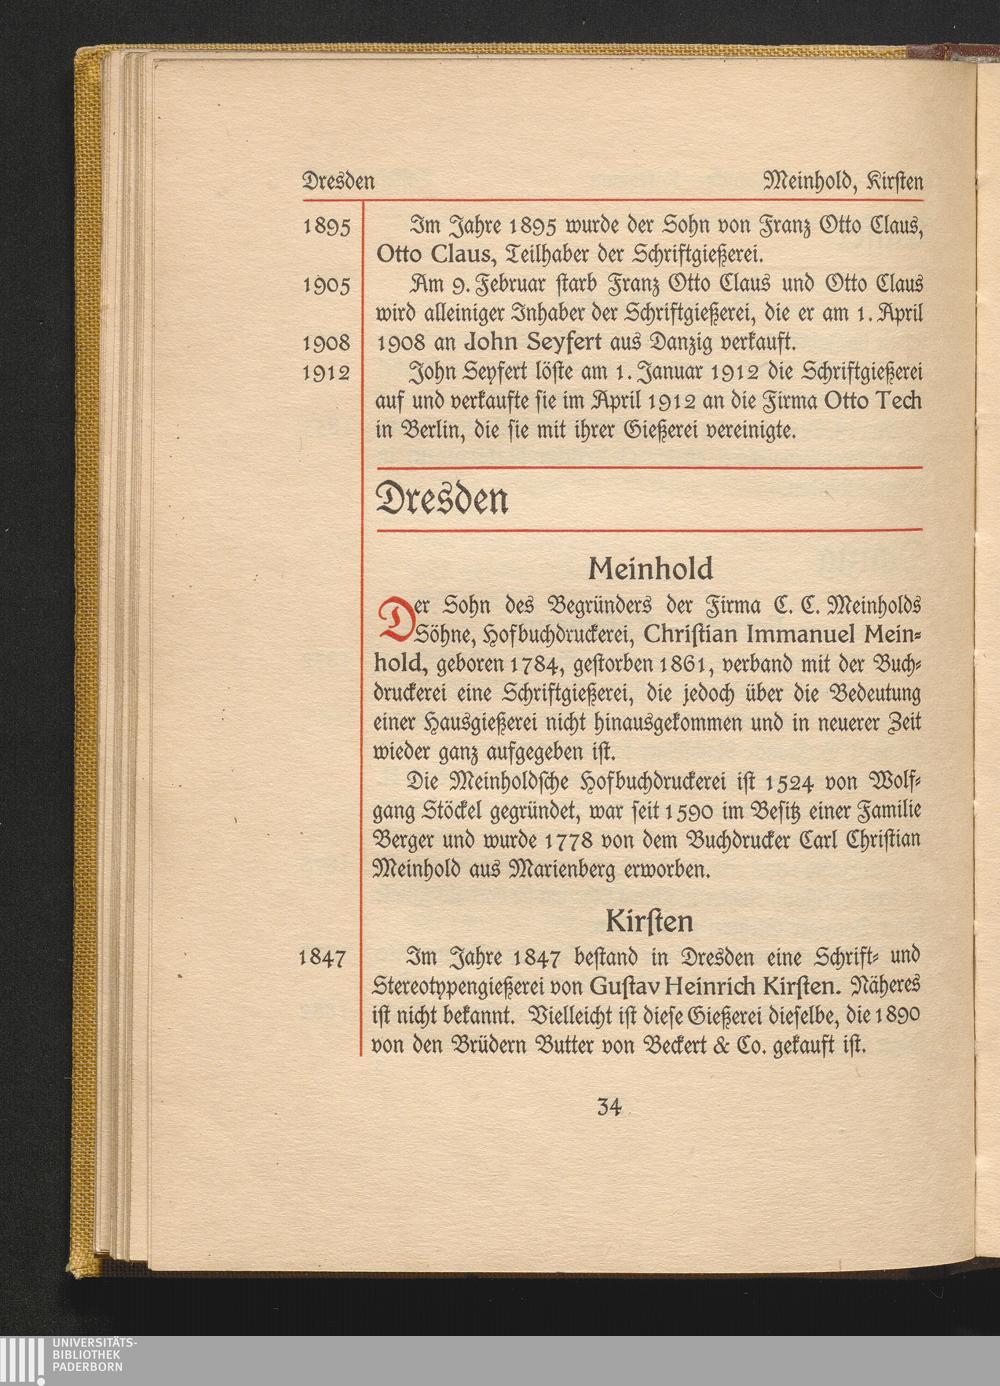 Dresden Meinhold, Kirsten
1895 Im Jahre 1895 wurde der Sohn von Franz Otto Claus,
Otto Claus, Teilhaber der Schriftgießerei.
1905 Am 9. Februar starb Franz Otto Claus und Otto Claus
wird alleiniger Inhaber der Schriftgießerei, die er am 1. April
1908 1908 an John Seyfert aus Danzig verkauft.
1912 John Seyfert löste am 1. Januar 1912 die Schriftgießerei
auf und verkaufte sie im April 1912 an die Firma Otto Tech
in Berlin, die sie mit ihrer Gießerei vereinigte.
Dresden
Meinhold
Der Sohn des Begründers der Firma C. C. Meinholds
Söhne, Hofbuchdruckerei, Christian Immanuel Mein-
hold, geboren 1784, gestorben 1861, verband mit der Buch-
druckerei eine Schriftgießerei, die jedoch über die Bedeutung
einer Hausgießerei nicht hinausgekommen und in neuerer Zeit
wieder ganz aufgegeben ist.
Die Meinholdsche Hofbuchdruckerei ist 1524 von Wolf-
gang Stöckel gegründet, war seit 1590 im Besitz einer Familie
Berger und wurde 1778 von dem Buchdrucker Carl Christian
Meinhold aus Marienberg erworben.
Kirsten
1847 Im Jahre 1847 bestand in Dresden eine Schrift- und
Stereotypengießerei von Gustav Heinrich Kirsten. Näheres
ist nicht bekannt. Vielleicht ist diese Gießerei dieselbe, die 1890
von den Brüdern Butter von Beckert & Co. gekauft ist.
34
UNIVERSITÄTS-
BIBLIOTHEK
PADERBORN